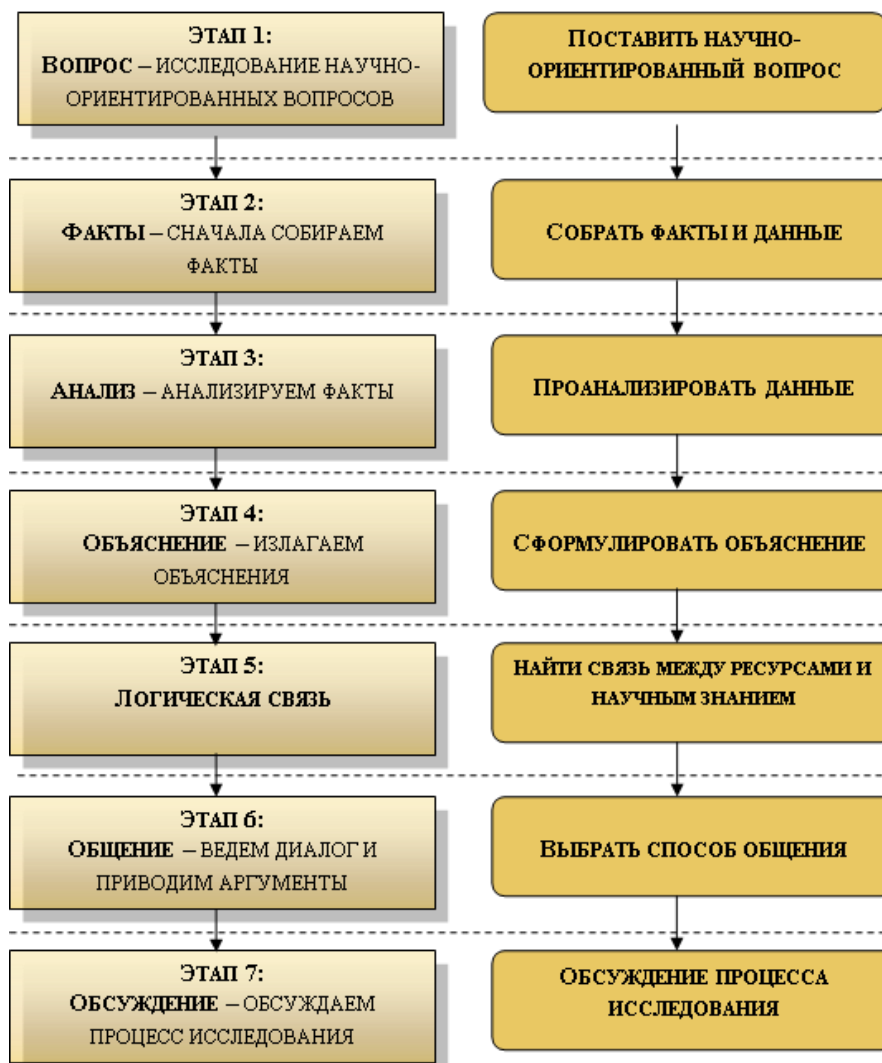 ЭТАП 1:
ВОПРОС – ИССЛЕДОВАНИЕ НАУЧНО-
ОРИЕНТИРОВАННЫХ ВОПРОСОВ
ПОСТАВИТЬ НАУЧНО-
ОРИЕНТИРОВАННЫЙ ВОПРОС
ЭТАП 2:
ФАКТЫ – СНАЧАЛА СОБИРАЕМ
ФАКТЫ
СОБРАТЬ ФАКТЫ И ДАННЫЕ
ЭТАП 3:
АНАЛИЗ – АНАЛИЗИРУЕМ ФАКТЫ
ПРОАНАЛИЗИРОВАТЬ ДАННЫЕ
ЭТАП 4:
ОБЪЯСНЕНИЕ – ИЗЛАГАЕМ
ОБЪЯСНЕНИЯ
СФОРМУЛИРОВАТЬ ОБЪЯСНЕНИЕ
ЭТАП 5:
ЛОГИЧЕСКАЯ СВЯЗЬ
НАЙТИ СВЯЗЬ МЕЖДУ РЕСУРСАМИ И
НАУЧНЫМ ЗНАНИЕМ
ЭТАП 6:
ОБЩЕНИЕ – ВЕДЕМ ДИАЛОГ И
ПРИВОДИМ АРГУМЕНТЫ
ВЫБРАТЬ СПОСОБ ОБЩЕНИЯ
ЭТАП 7:
ОБСУЖДЕНИЕ – ОБСУЖДАЕМ
ПРОЦЕСС ИССЛЕДОВАНИЯ
ОБСУЖДЕНИЕ ПРОЦЕССА
ИССЛЕДОВАНИЯ